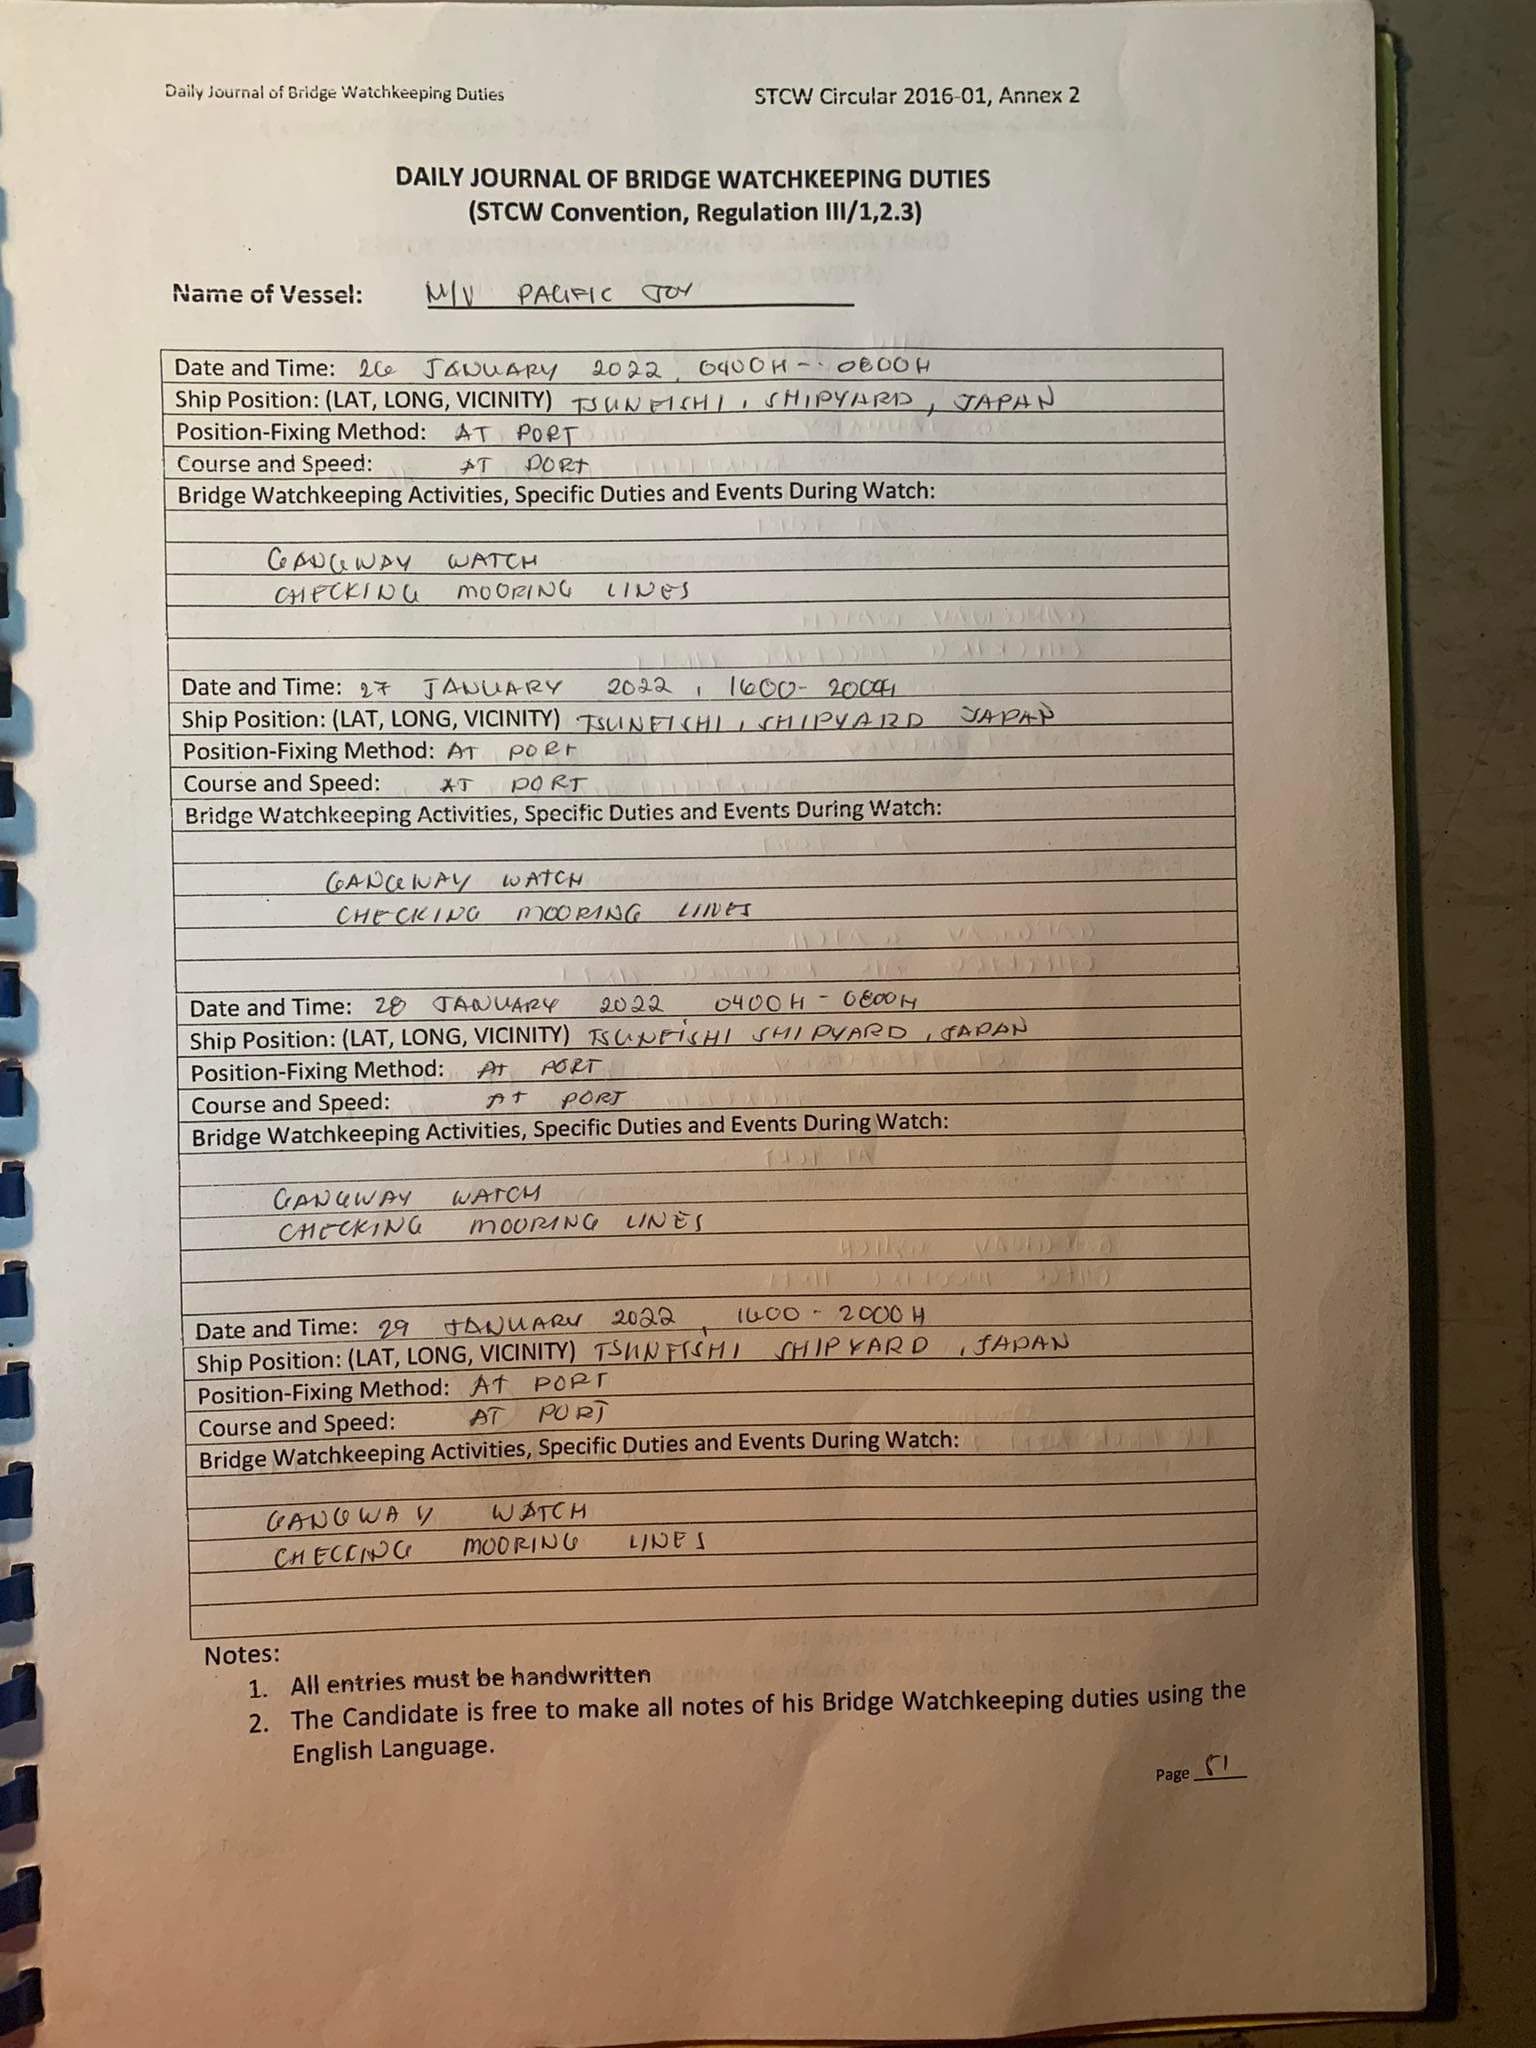 Daily Journal of Bridge Watchkeeping Duties
STCW Circular 2016-01, Annex 2
DAILY JOURNAL OF BRIDGE WATCHKEEPING DUTIES
(STCW Convention, Regulation III/1,2.3)
Name of Vessel: M/V PACIFIC JOY
Date and Time: 26 JANUARY 2022, 0400H - 0800H
Ship Position: (LAT, LONG, VICINITY) TSUNEISHI, SHIPYARD, JAPAN
Position-Fixing Method: AT PORT
Course and Speed: AT PORT
Bridge Watchkeeping Activities, Specific Duties and Events During Watch:
GANGWAY WATCH
CHECKING MOORING LINES
Date and Time: 27 JANUARY 2022, 1600- 2000H
Ship Position: (LAT, LONG, VICINITY) TSUNEISHI, SHIPYARD JAPAN
Position-Fixing Method: AT PORT
Course and Speed: AT PORT
Bridge Watchkeeping Activities, Specific Duties and Events During Watch:
GANGWAY WATCH
CHECKING MOORING LINES
Date and Time: 28 JANUARY 2022, 0400H - 0800H
Ship Position: (LAT, LONG, VICINITY) TSUNEISHI SHIPYARD, JAPAN
Position-Fixing Method: AT PORT
Course and Speed: AT PORT
Bridge Watchkeeping Activities, Specific Duties and Events During Watch:
GANGWAY WATCH
CHECKING MOORING LINES
Date and Time: 29 JANUARY 2022, 1600 - 2000H
Ship Position: (LAT, LONG, VICINITY) TSUNEISHI SHIPYARD, JAPAN
Position-Fixing Method: AT PORT
Course and Speed: AT PORT
Bridge Watchkeeping Activities, Specific Duties and Events During Watch:
GANGWAY WATCH
CHECKING MOORING LINES
Notes:
1. All entries must be handwritten
2. The Candidate is free to make all notes of his Bridge Watchkeeping duties using the
English Language.
Page 51